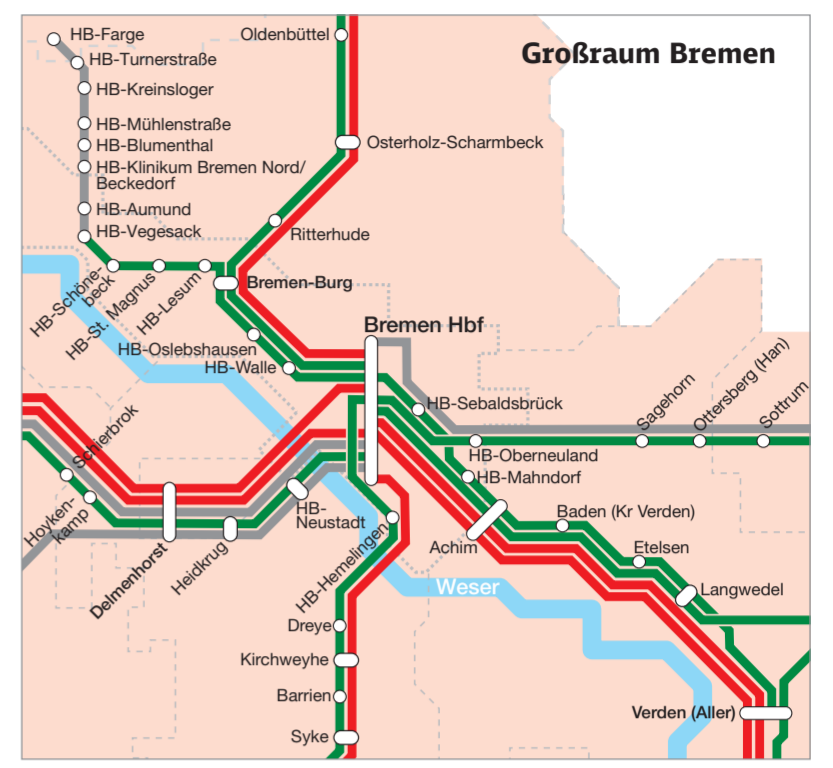 Großraum Bremen
HB-Farge
HB-Turnerstraße
HB-Kreinsloger
HB-Mühlenstraße
HB-Blumenthal
HB-Klinikum Bremen Nord/
Beckedorf
HB-Aumund
HB-Vegesack
HB-Schöne-
beck
HB-St. Magnus
HB-Lesum
Oldenbüttel
Osterholz-Scharmbeck
Ritterhude
Bremen-Burg
HB-Oslebshausen
HB-Walle
Bremen Hbf
HB-Sebaldsbrück
HB-Oberneuland
Sagehorn
Ottersberg (Han)
Sottrum
HB-Mahndorf
Schierbrok
Hoyken-
kamp
Delmenhorst
Heidkrug
HB-
Neustadt
HB-Hemelingen
Achim
Baden (Kr Verden)
Etelsen
Langwedel
Weser
Dreye
Kirchweyhe
Barrien
Syke
Verden (Aller)